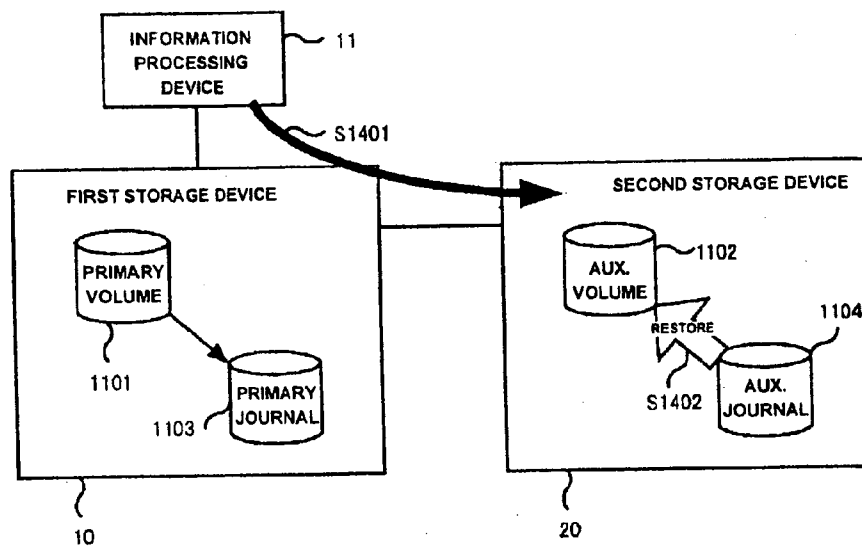 INFORMATION
PROCESSING
DEVICE
11
S1401
FIRST STORAGE DEVICE
SECOND STORAGE DEVICE
PRIMARY
VOLUME
1101
PRIMARY
JOURNAL
1103
10
AUX.
VOLUME
1102
RESTORE
S1402
AUX.
JOURNAL
1104
20